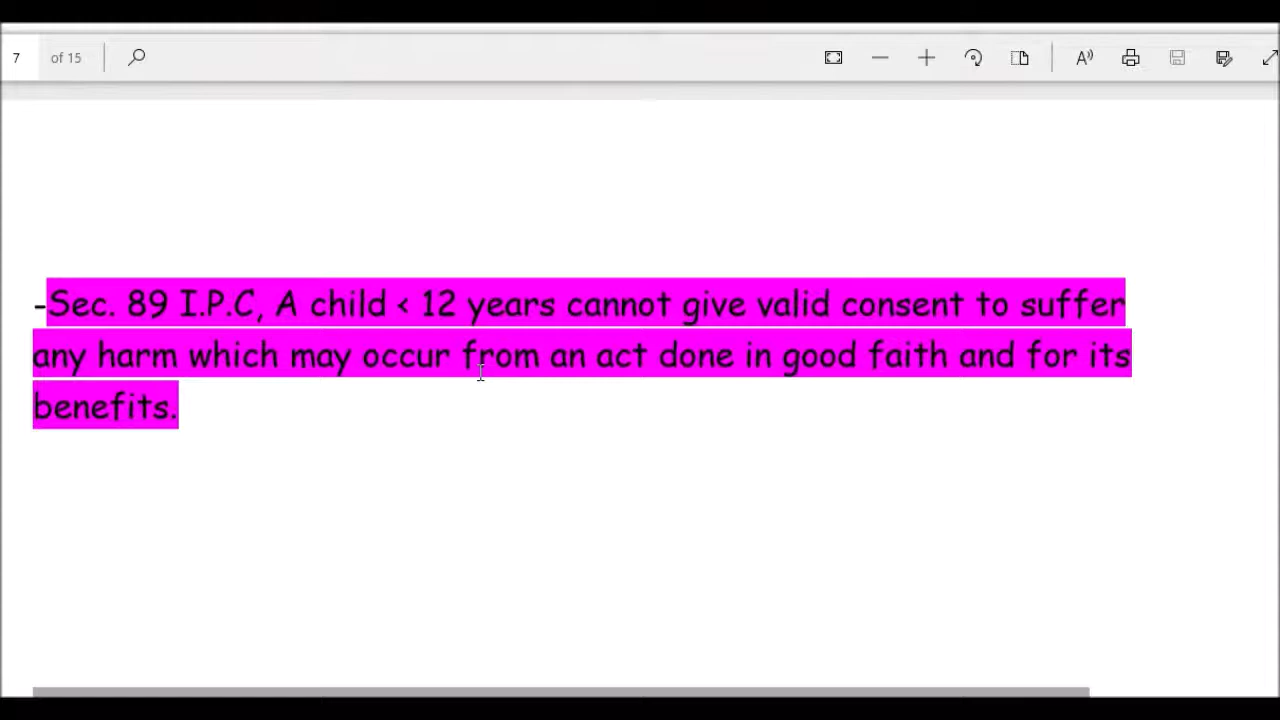 7 of 15 A
-Sec. 89 I.P.C, A child < 12 years cannot give valid consent to suffer
any harm which may occur from an act done in good faith and for its
benefits.